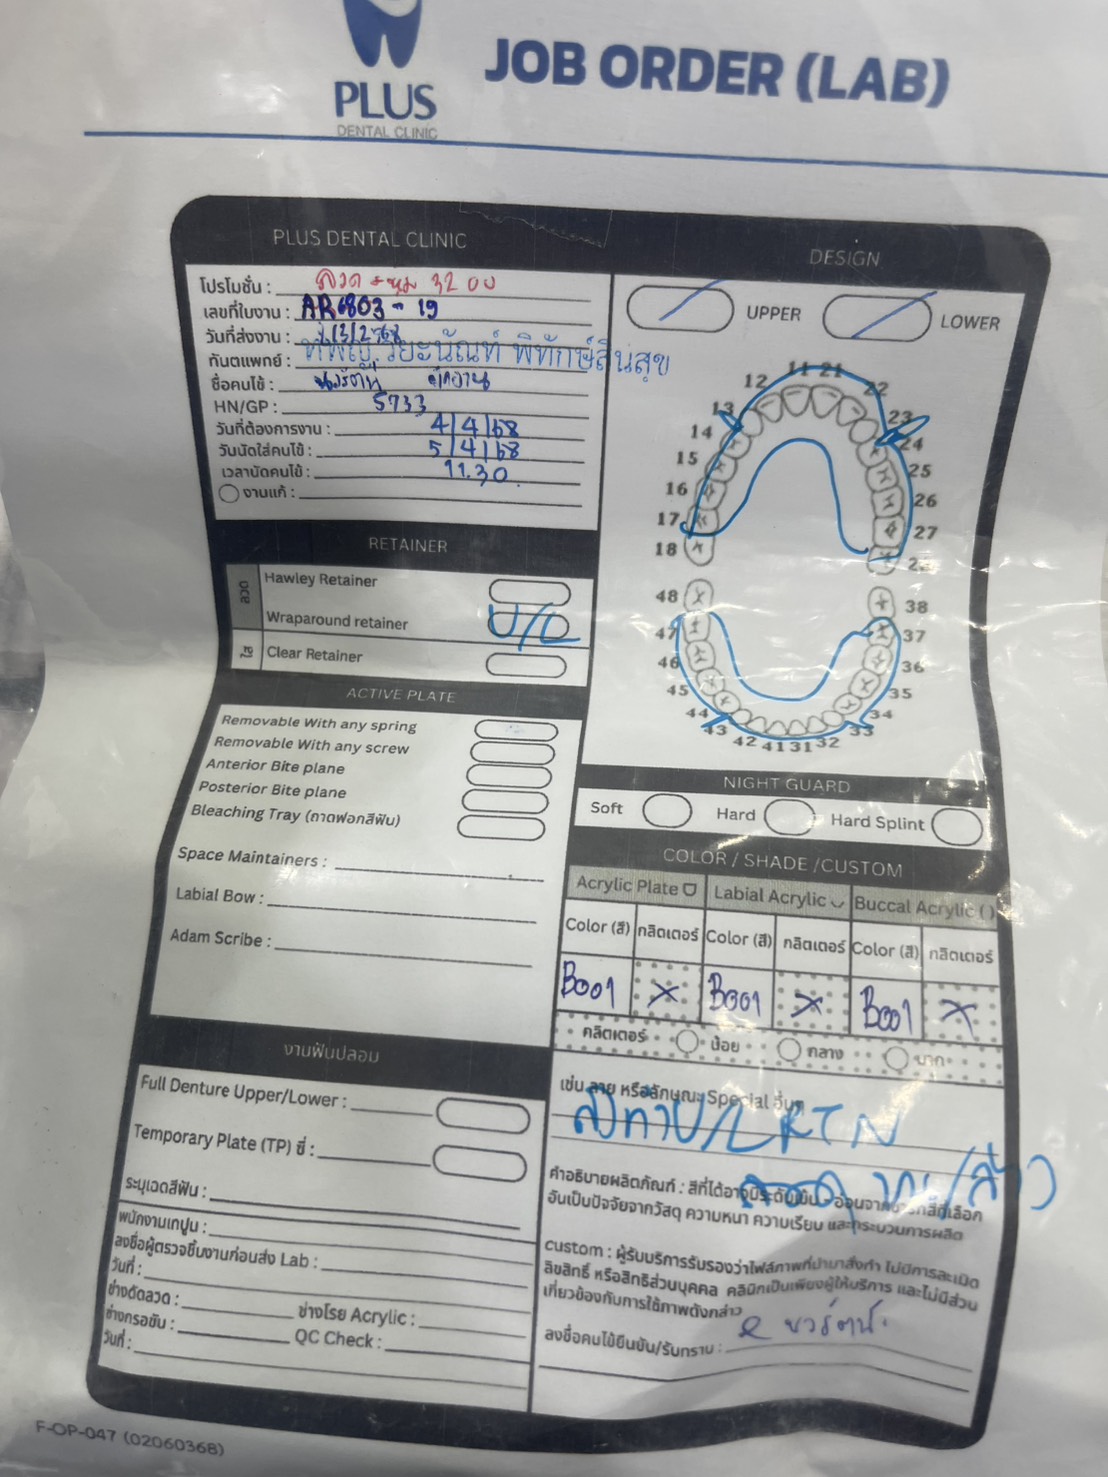 PLUS
DENTAL CLINIC
JOB ORDER (LAB)
PLUS DENTAL CLINIC
โปรโมชั่น : ลวด 3200
เลขที่ใบงาน : AR6803 - 19
วันที่ส่งงาน :
ทันตแพทย์ : ทพญ. วิยะนัณท์ พิทักษ์สินสุข
ชื่อคนไข้ :
HN/GP : 5733
วันที่ต้องการงาน : 4/4/68
วันนัดใส่คนไข้ : 5/4/68
เวลานัดคนไข้ : 11.30
งานแก้ :
DESIGN
UPPER
LOWER
11 21
12 22
13 23
14 24
15 25
16 26
17 27
18 28
48 38
47 37
46 36
45 35
44 34
43 33
42 41 31 32
RETAINER
ลวด
Hawley Retainer
Wraparound retainer U/L
ใส
Clear Retainer
ACTIVE PLATE
Removable With any spring
Removable With any screw
Anterior Bite plane
Posterior Bite plane
Bleaching Tray (ถาดฟอกสีฟัน)
Space Maintainers :
Labial Bow :
Adam Scribe :
NIGHT GUARD
Soft Hard Hard Splint
COLOR / SHADE /CUSTOM
Acrylic Plate Labial Acrylic Buccal Acrylic ( )
Color (สี) กลิตเตอร์ Color (สี) กลิตเตอร์ Color (สี) กลิตเตอร์
B001 X B001 X B001 X
กลิตเตอร์ น้อย กลาง มาก
เช่น ลาย หรือลักษณะ Special อื่นๆ
U/L RTN
ลวด บน/ล่าง
คำอธิบายผลิตภัณฑ์ : สีที่ได้อาจมีระดับเข้ม - อ่อนจากชาร์ทสีที่เลือก
อันเป็นปัจจัยจากวัสดุ ความหนา ความเรียบ และกระบวนการผลิต
custom : ผู้รับบริการรับรองว่าไฟล์ภาพที่นำมาสั่งทำ ไม่มีการละเมิด
ลิขสิทธิ์ หรือสิทธิส่วนบุคคล คลินิกเป็นเพียงผู้ให้บริการ และไม่มีส่วน
เกี่ยวข้องกับการใช้ภาพดังกล่าว
ลงชื่อคนไข้ยืนยัน/รับทราบ :
งานฟันปลอม
Full Denture Upper/Lower :
Temporary Plate (TP) ซี่ :
ระบุเฉดสีฟัน :
พนักงานเทปูน :
ลงชื่อผู้ตรวจชิ้นงานก่อนส่ง Lab :
วันที่ :
ช่างดัดลวด : ช่างโรย Acrylic :
ช่างกรอขัน : QC Check :
วันที่ :
F-OP-047 (02060368)